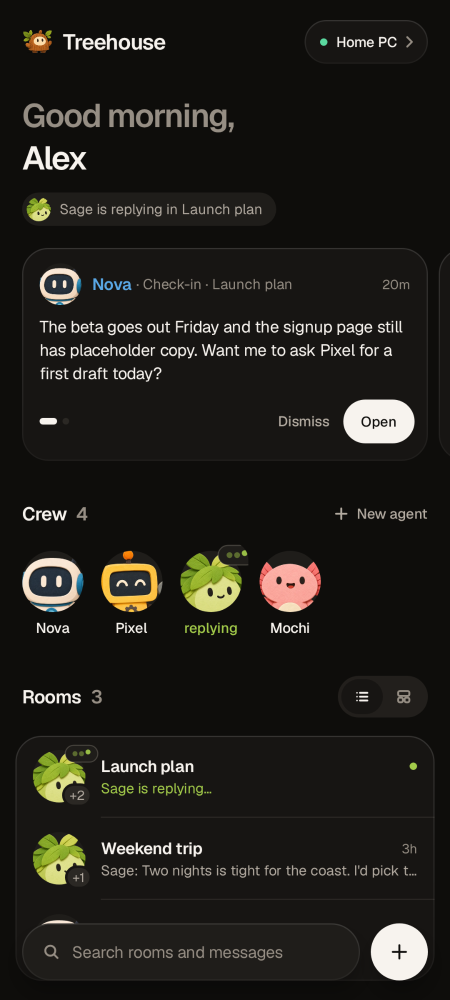 Treehouse
Home PC
Good morning,
Alex
Sage is replying in Launch plan
Nova · Check-in · Launch plan 20m
The beta goes out Friday and the signup page still
has placeholder copy. Want me to ask Pixel for a
first draft today?
Dismiss Open
Crew 4 + New agent
Nova Pixel replying Mochi
Rooms 3
Launch plan
Sage is replying...
+2
Weekend trip 3h
Sage: Two nights is tight for the coast. I'd pick t...
+1
Search rooms and messages +